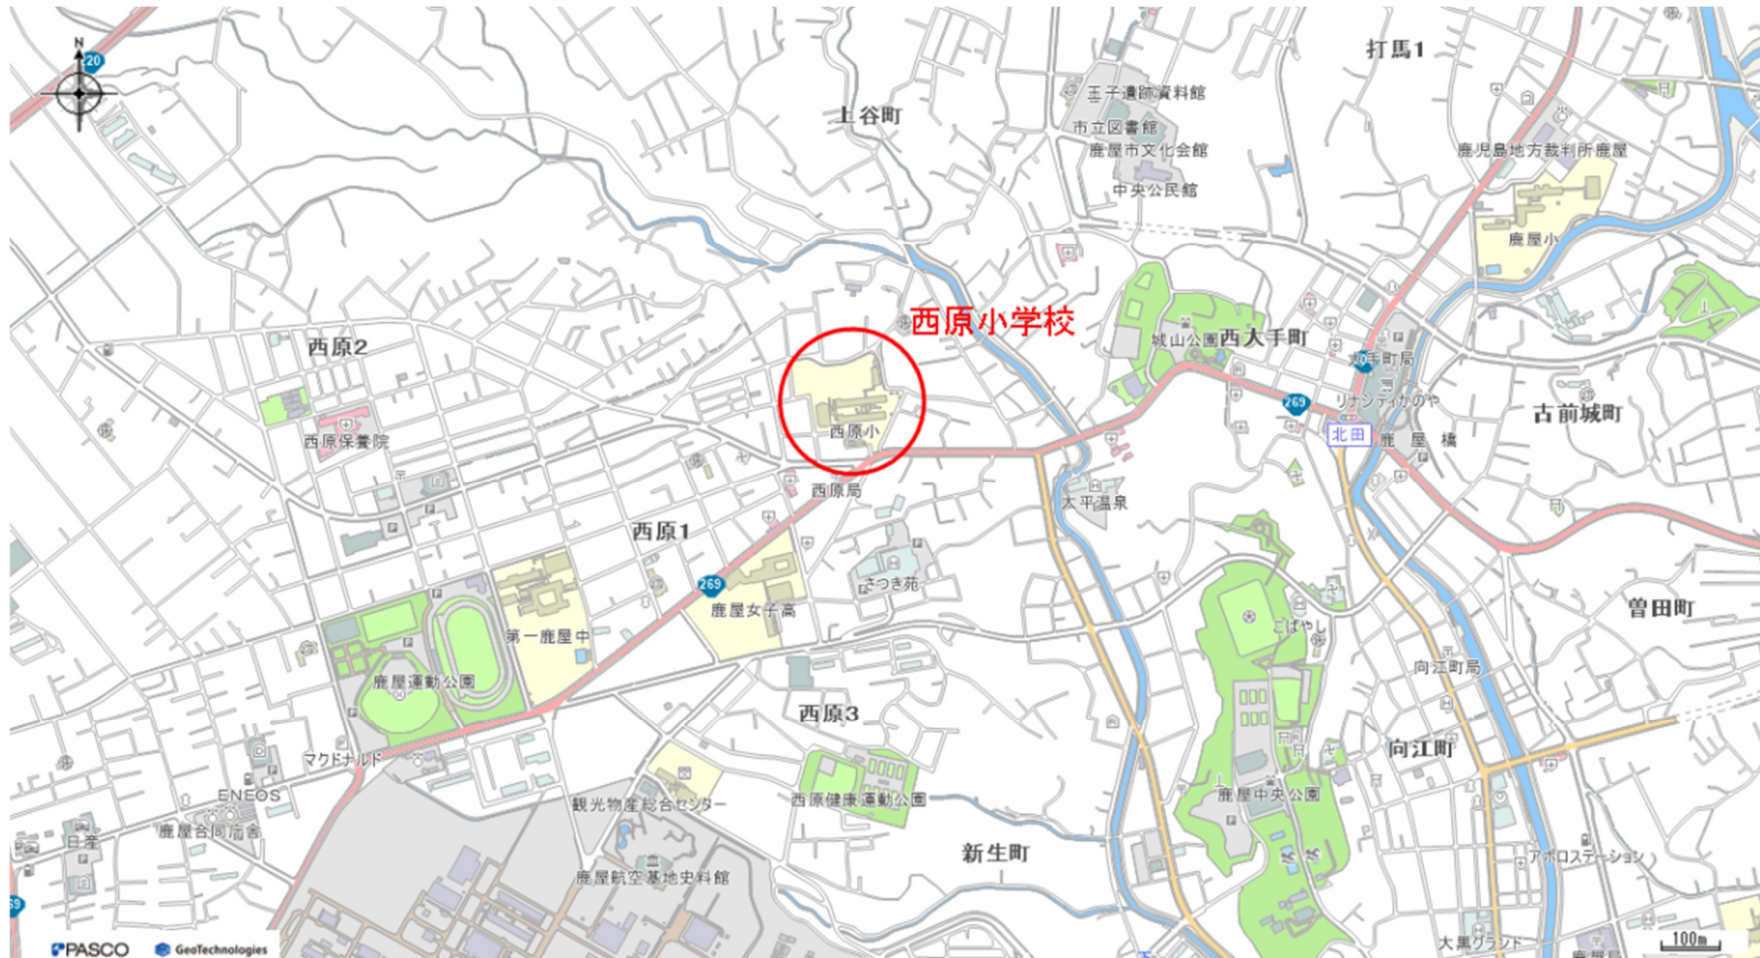 N
220
打馬1
王子遺跡資料館
上谷町
市立図書館
鹿屋市文化会館
鹿児島地方裁判所鹿屋
中央公民館
鹿屋小
西原小学校
城山公園
西大手町
西原2
大手町局
リナシティかのや
269
古前城町
西原小
北田
鹿屋橋
西原保養院
西原局
太平温泉
西原1
269
さつき苑
鹿屋女子高
曽田町
第一鹿屋中
こばやし
向江町局
鹿屋運動公園
西原3
向江町
マクドナルド
ENEOS
観光物産総合センター
西原健康運動公園
鹿屋中央公園
鹿屋合同庁舎
日産
新生町
アポロステーション
鹿屋航空基地史料館
69
PASCO
GeoTechnologies
大黒グランド
100m
鹿屋局